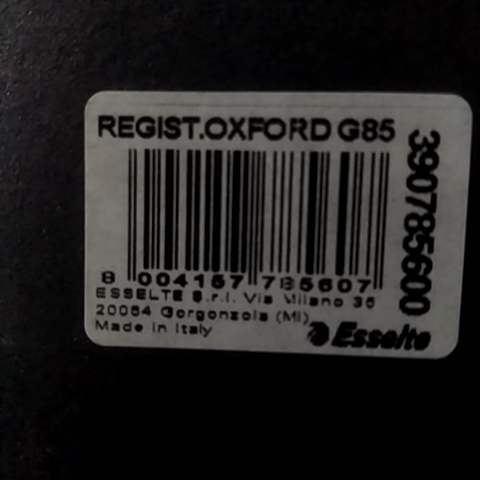 REGIST.OXFORD G85
390785600
8 004157 785607
ESSELTE S.r.l. Via Milano 36
20064 Gorgonzola (MI)
Made in Italy
Esselte